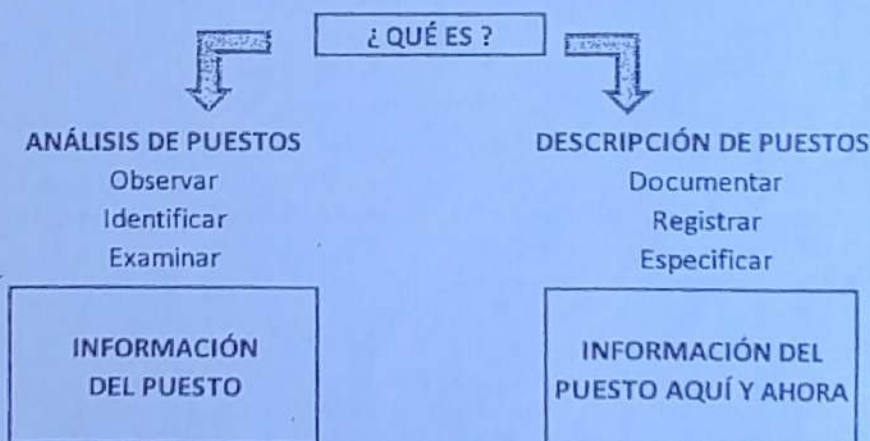 ¿ QUÉ ES ?
ANÁLISIS DE PUESTOS
Observar
Identificar
Examinar
INFORMACIÓN
DEL PUESTO
DESCRIPCIÓN DE PUESTOS
Documentar
Registrar
Especificar
INFORMACIÓN DEL
PUESTO AQUÍ Y AHORA